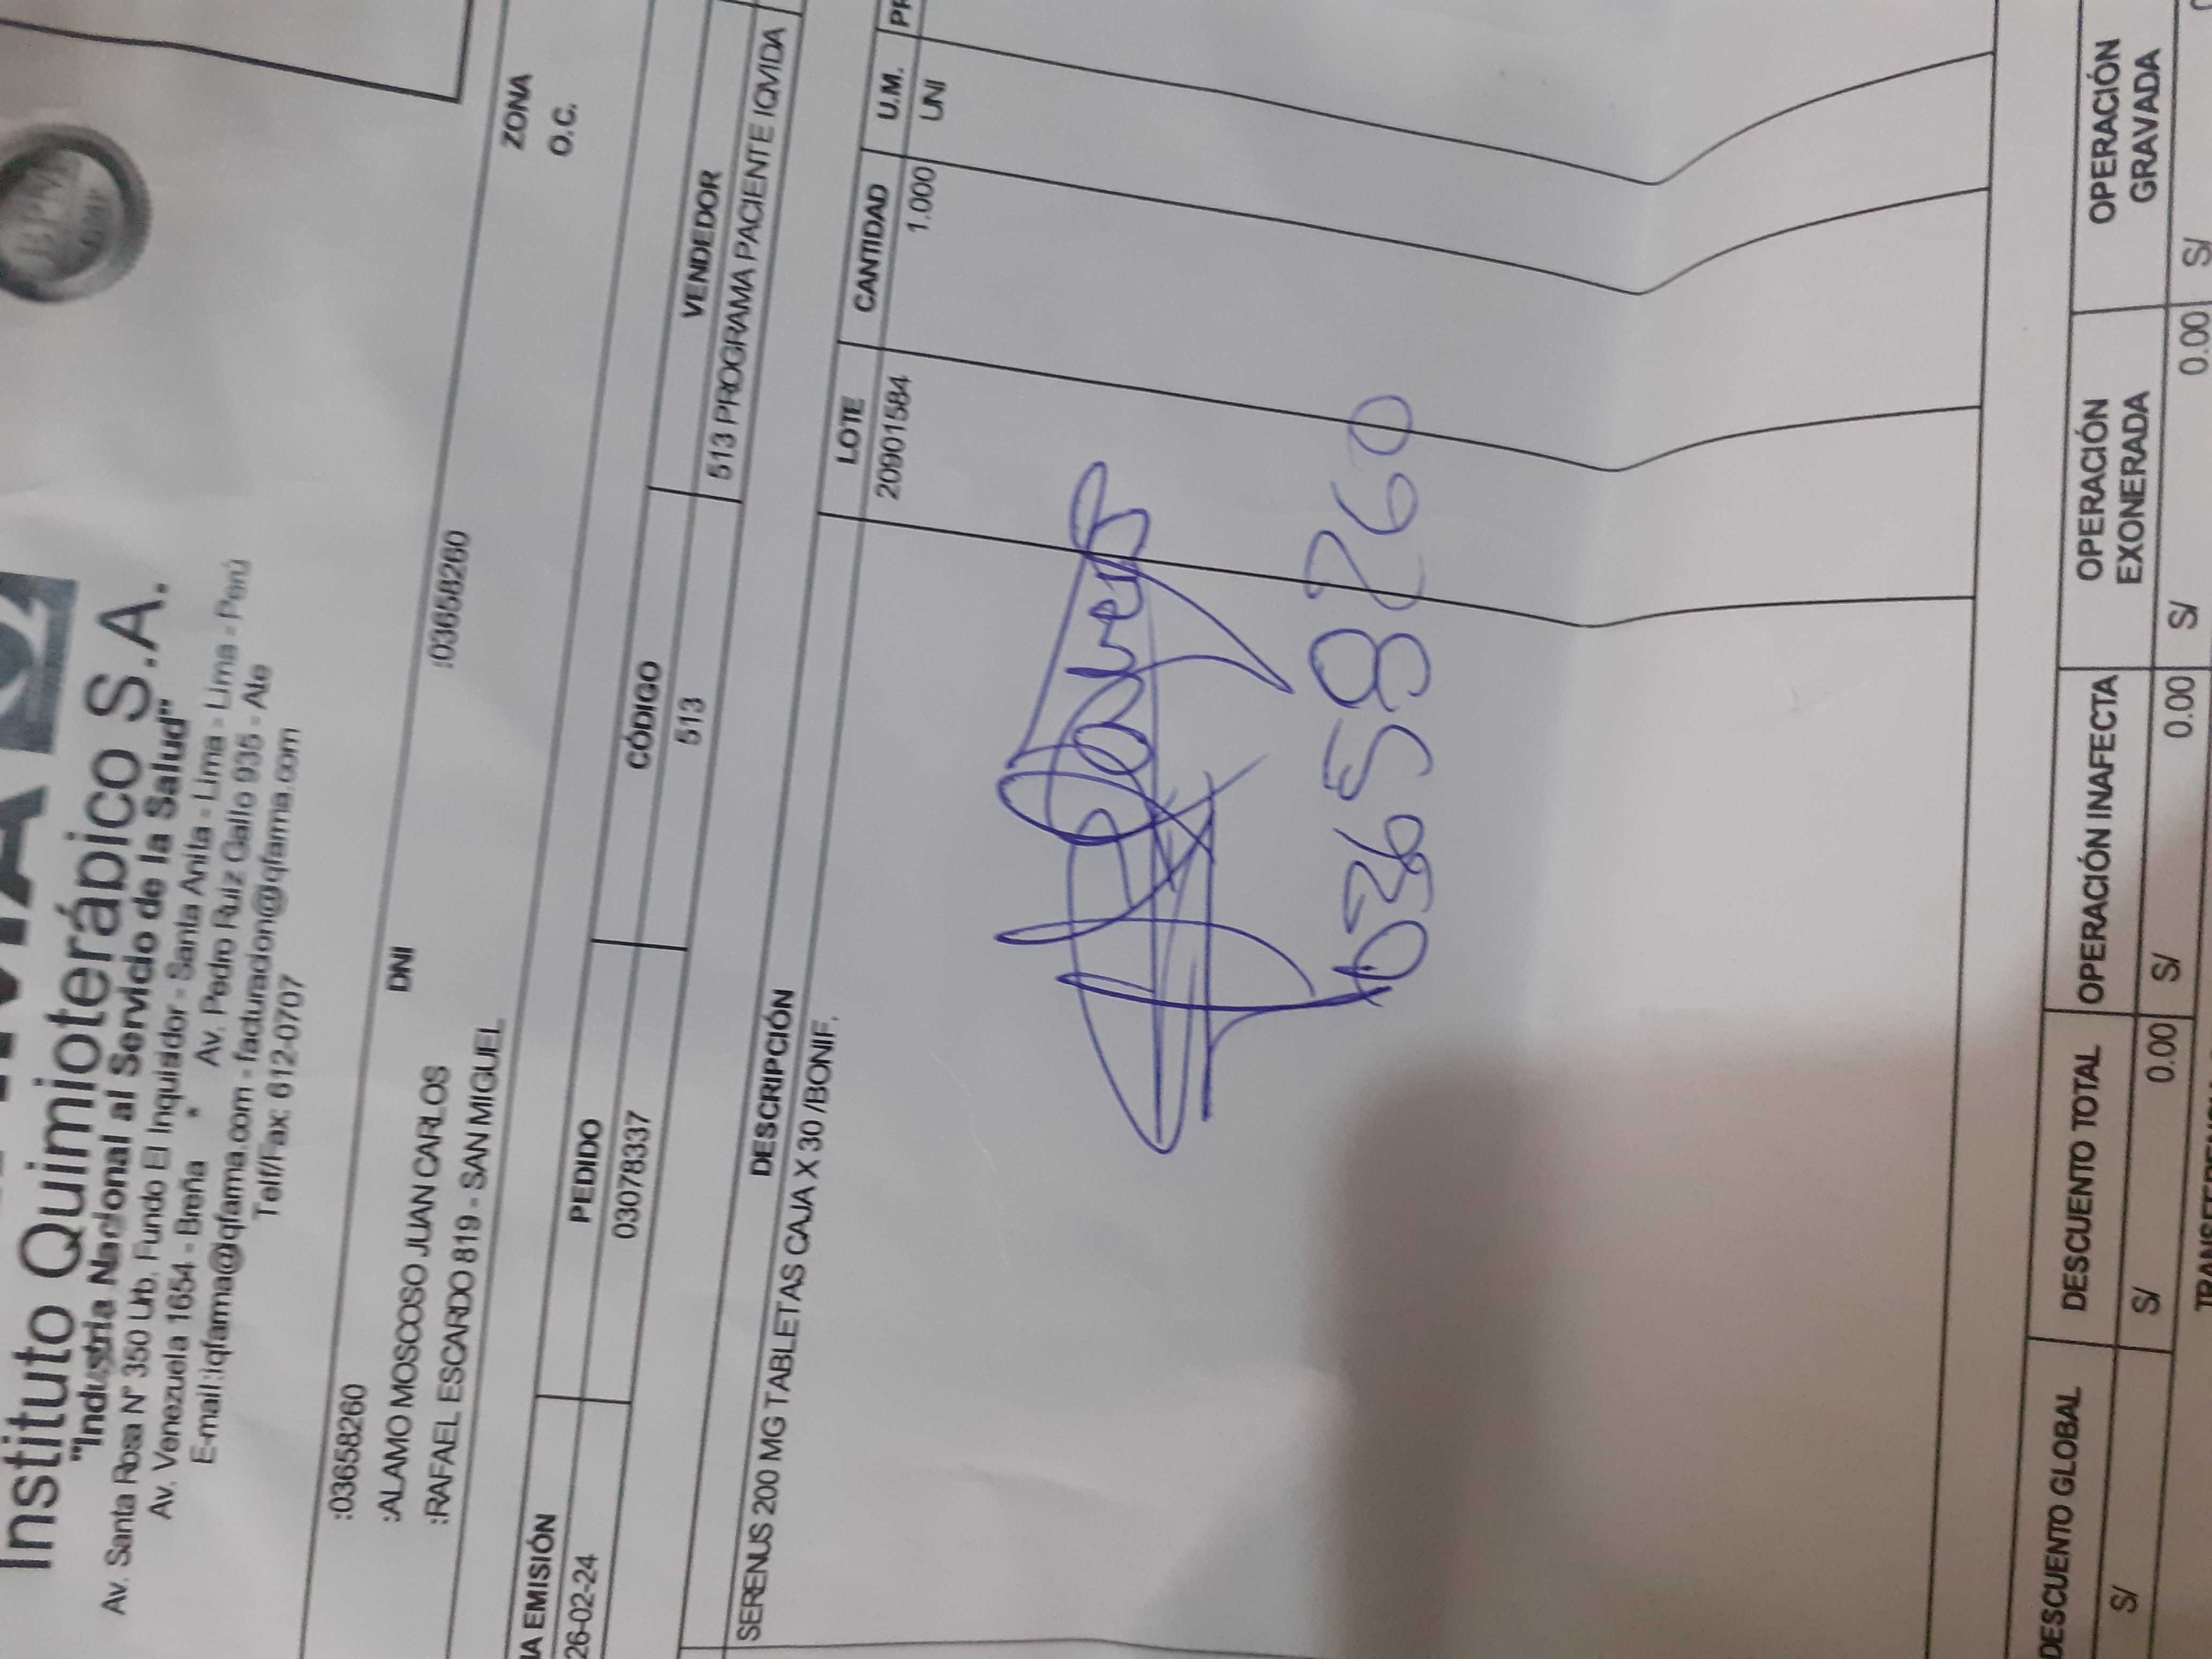 Instituto Quimioterápico S.A.
"Industria Nacional al Servicio de la Salud"
Av. Santa Rosa N° 350 Urb. Fundo El Inquisidor - Santa Anita - Lima - Lima - Perú
Av. Venezuela 1654 - Breña * Av. Pedro Ruiz Gallo 935 - Ate
E-mail:iqfarma@iqfarma.com - facturacion@iqfarma.com
Telf/Fax: 612-0707
:03658260
:ALAMO MOSCOSO JUAN CARLOS DNI :03658260
:RAFAEL ESCARDO 819 - SAN MIGUEL
ZONA
O.C.
EMISIÓN PEDIDO CÓDIGO VENDEDOR
26-02-24 03078337 513 513 PROGRAMA PACIENTE IQVIDA
DESCRIPCIÓN LOTE CANTIDAD U.M.
SERENUS 200 MG TABLETAS CAJA X 30 /BONIF. 20901584 1.000 UNI
03658260
DESCUENTO GLOBAL DESCUENTO TOTAL OPERACIÓN INAFECTA OPERACIÓN EXONERADA OPERACIÓN GRAVADA
S/ S/ 0.00 S/ 0.00 S/ 0.00 S/